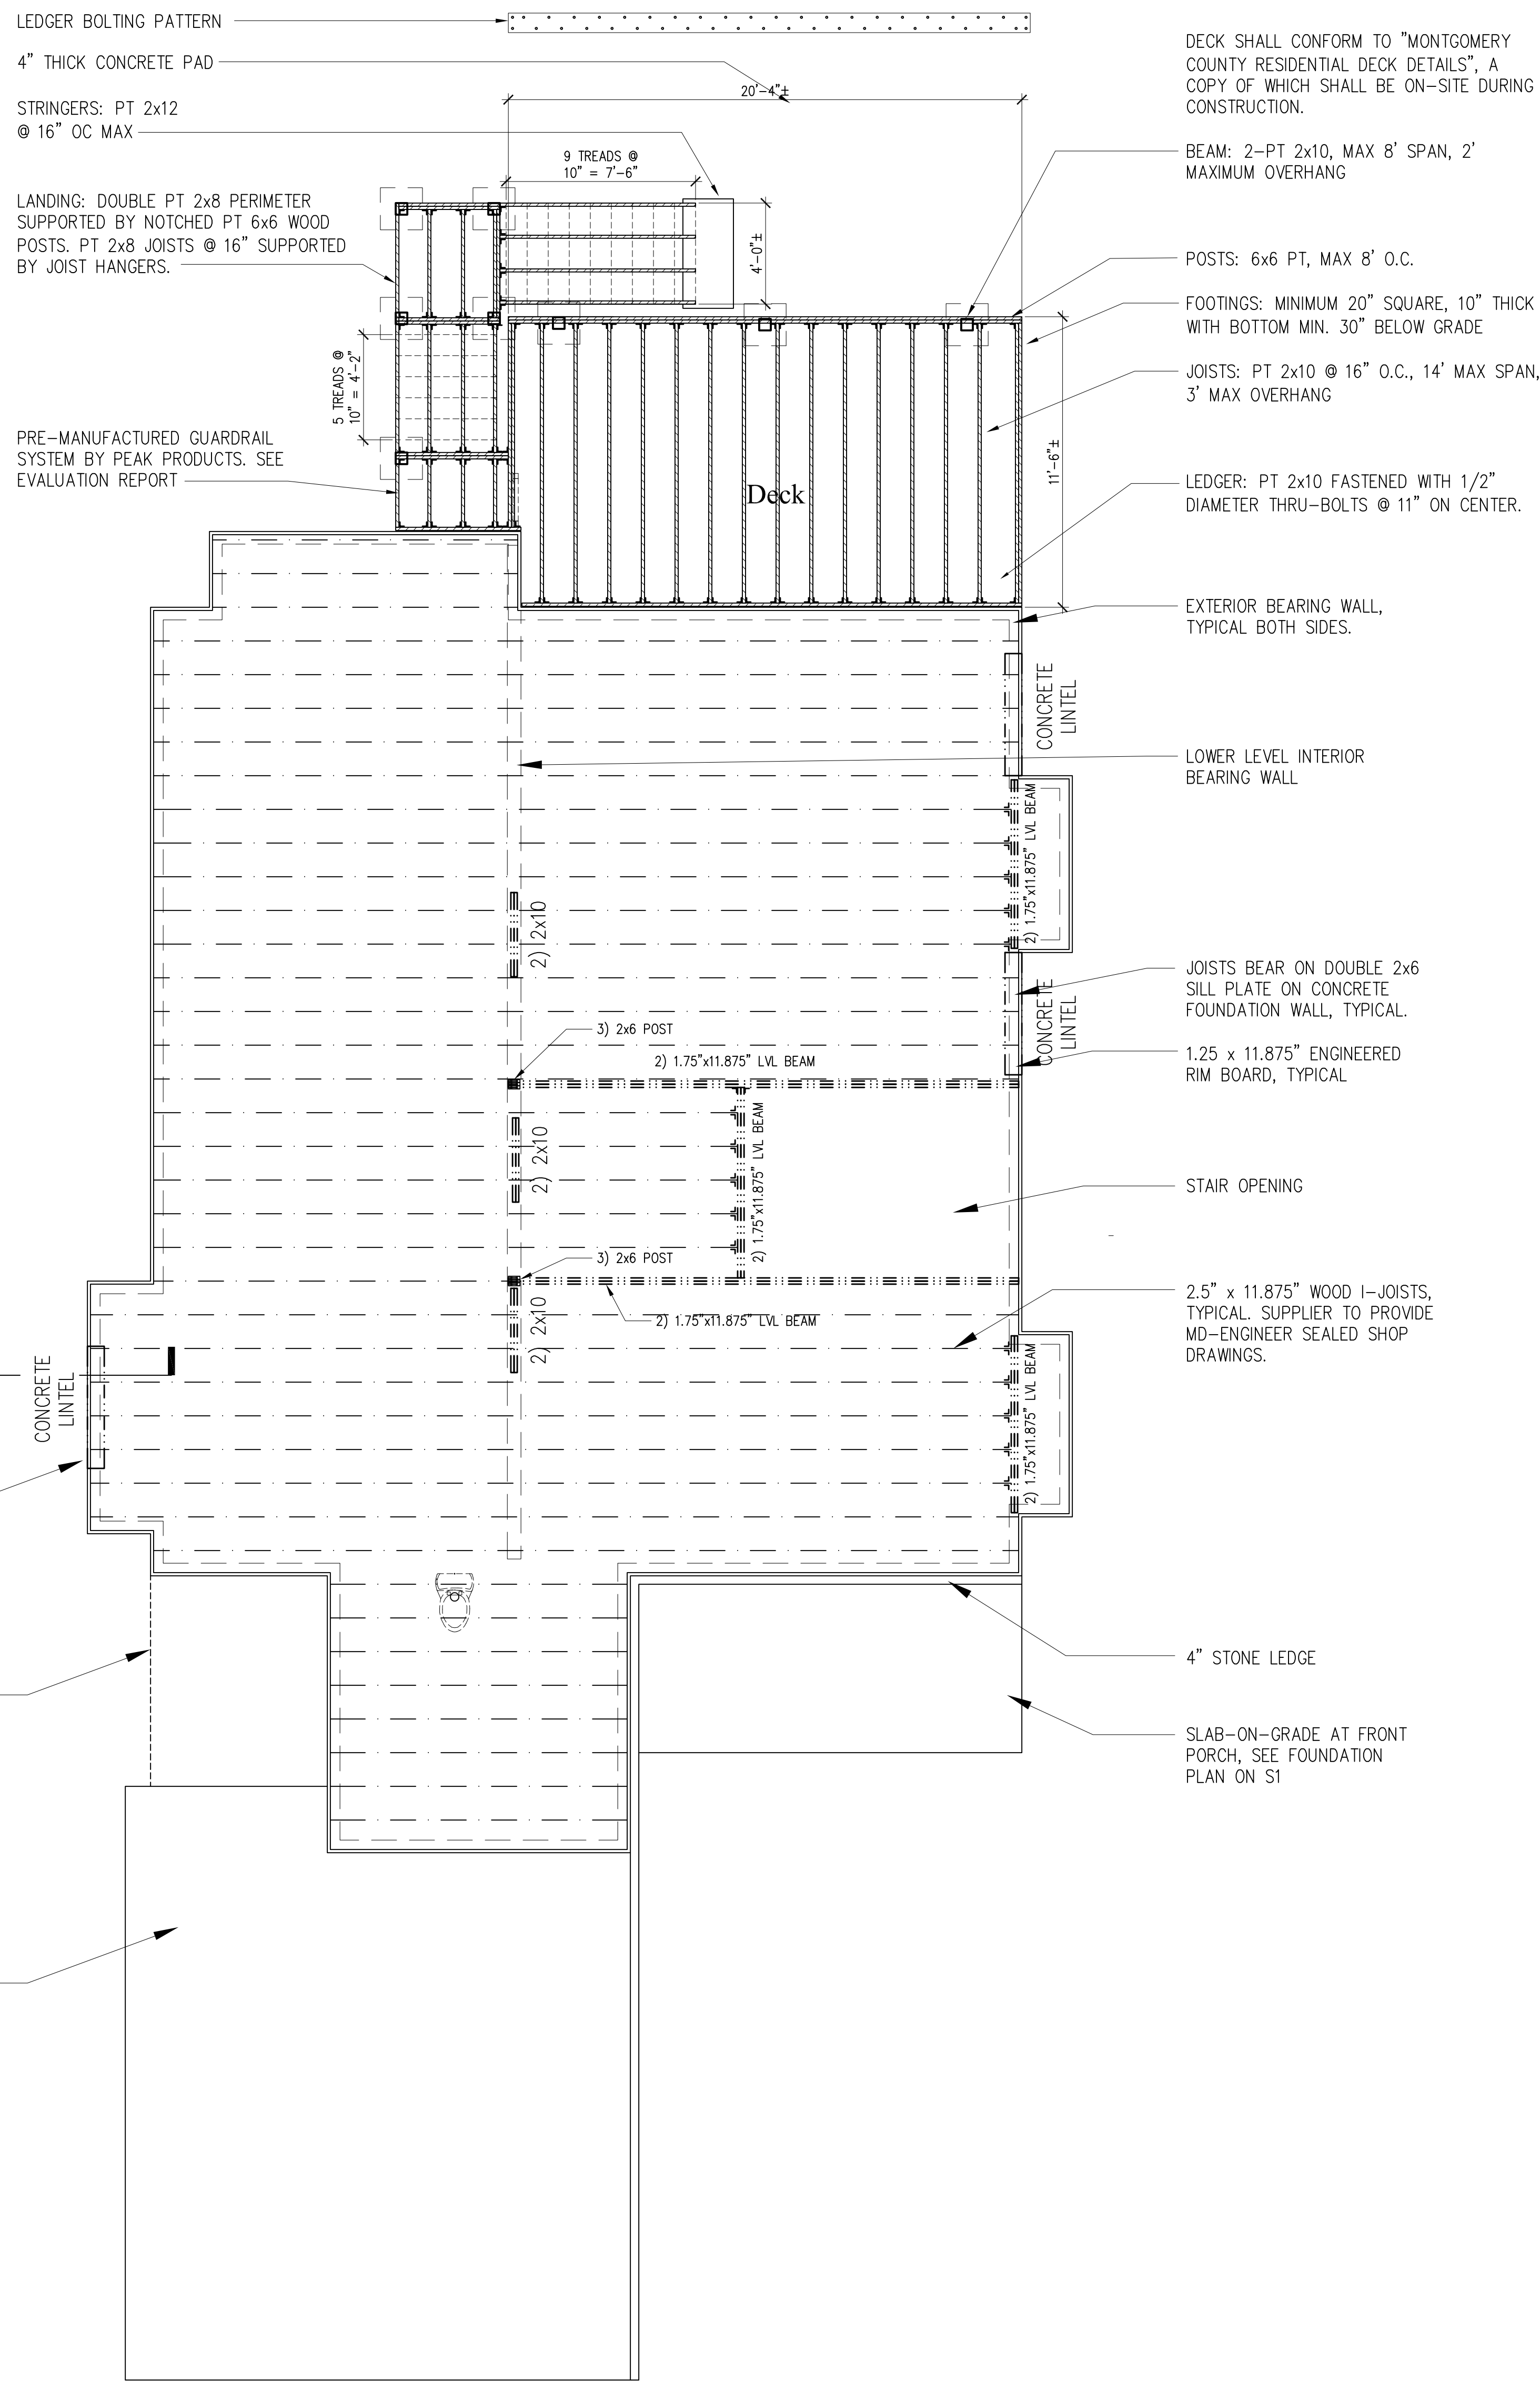 LEDGER BOLTING PATTERN
4" THICK CONCRETE PAD
STRINGERS: PT 2x12
@ 16" OC MAX
LANDING: DOUBLE PT 2x8 PERIMETER
SUPPORTED BY NOTCHED PT 6x6 WOOD
POSTS. PT 2x8 JOISTS @ 16" SUPPORTED
BY JOIST HANGERS.
PRE-MANUFACTURED GUARDRAIL
SYSTEM BY PEAK PRODUCTS. SEE
EVALUATION REPORT
20'-4"±
9 TREADS @
10" = 7'-6"
4'-0"±
5 TREADS @
10" = 4'-2"
11'-6"±
Deck
DECK SHALL CONFORM TO "MONTGOMERY
COUNTY RESIDENTIAL DECK DETAILS", A
COPY OF WHICH SHALL BE ON-SITE DURING
CONSTRUCTION.
BEAM: 2-PT 2x10, MAX 8' SPAN, 2'
MAXIMUM OVERHANG
POSTS: 6x6 PT, MAX 8' O.C.
FOOTINGS: MINIMUM 20" SQUARE, 10" THICK
WITH BOTTOM MIN. 30" BELOW GRADE
JOISTS: PT 2x10 @ 16" O.C., 14' MAX SPAN,
3' MAX OVERHANG
LEDGER: PT 2x10 FASTENED WITH 1/2"
DIAMETER THRU-BOLTS @ 11" ON CENTER.
EXTERIOR BEARING WALL,
TYPICAL BOTH SIDES.
CONCRETE
LINTEL
LOWER LEVEL INTERIOR
BEARING WALL
2) 1.75"x11.875" LVL BEAM
2) 2x10
JOISTS BEAR ON DOUBLE 2x6
SILL PLATE ON CONCRETE
FOUNDATION WALL, TYPICAL.
CONCRETE
LINTEL
3) 2x6 POST
2) 1.75"x11.875" LVL BEAM
1.25 x 11.875" ENGINEERED
RIM BOARD, TYPICAL
2) 2x10
2) 1.75"x11.875" LVL BEAM
STAIR OPENING
3) 2x6 POST
2) 1.75"x11.875" LVL BEAM
2) 2x10
2.5" x 11.875" WOOD I-JOISTS,
TYPICAL. SUPPLIER TO PROVIDE
MD-ENGINEER SEALED SHOP
DRAWINGS.
CONCRETE
LINTEL
2) 1.75"x11.875" LVL BEAM
4" STONE LEDGE
SLAB-ON-GRADE AT FRONT
PORCH, SEE FOUNDATION
PLAN ON S1